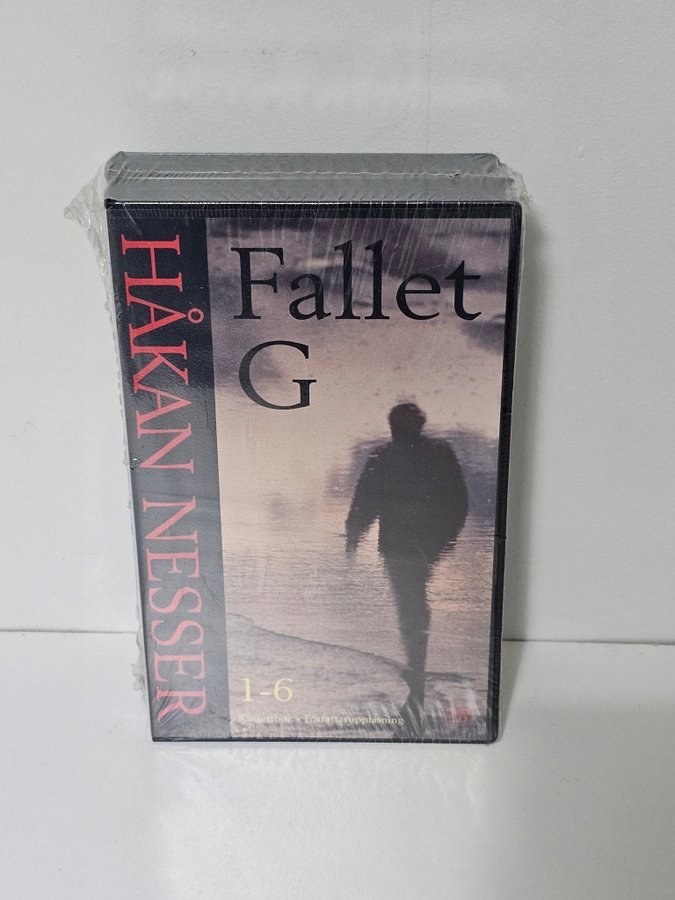 HÅKAN NESSER
Fallet
G
1-6
Kassettbok • Författaruppläsning